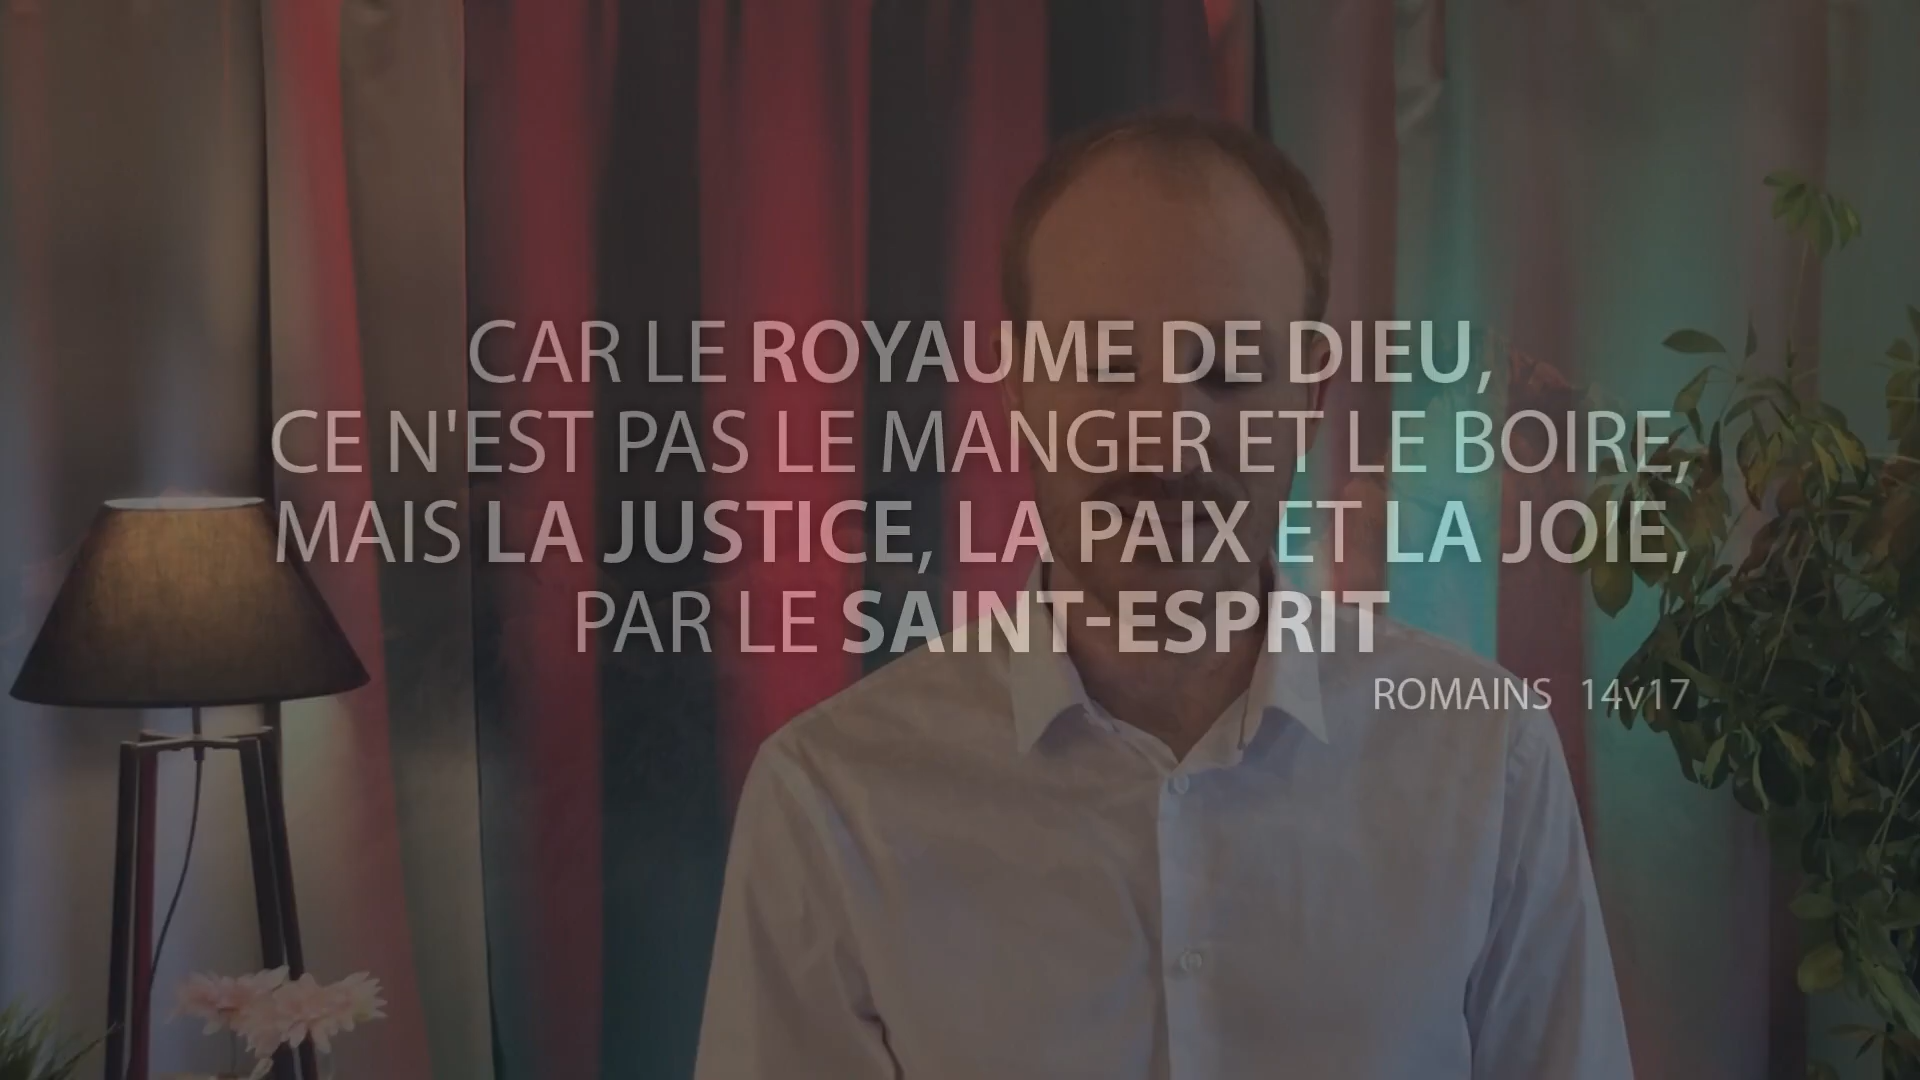 CAR LE ROYAUME DE DIEU,
CE N'EST PAS LE MANGER ET LE BOIRE,
MAIS LA JUSTICE, LA PAIX ET LA JOIE,
PAR LE SAINT-ESPRIT
ROMAINS 14v17